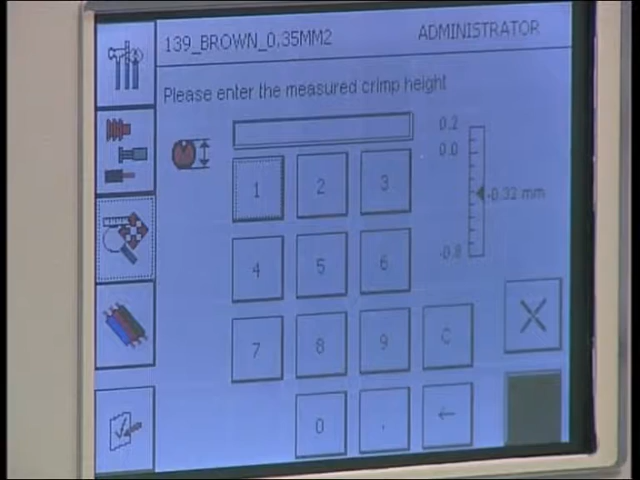 139_BROWN_0.35MM2 ADMINISTRATOR
Please enter the measured crimp height
0.2
0.0
-0.32 mm
-0.8
1 2 3
4 5 6
7 8 9 C
0 . ←